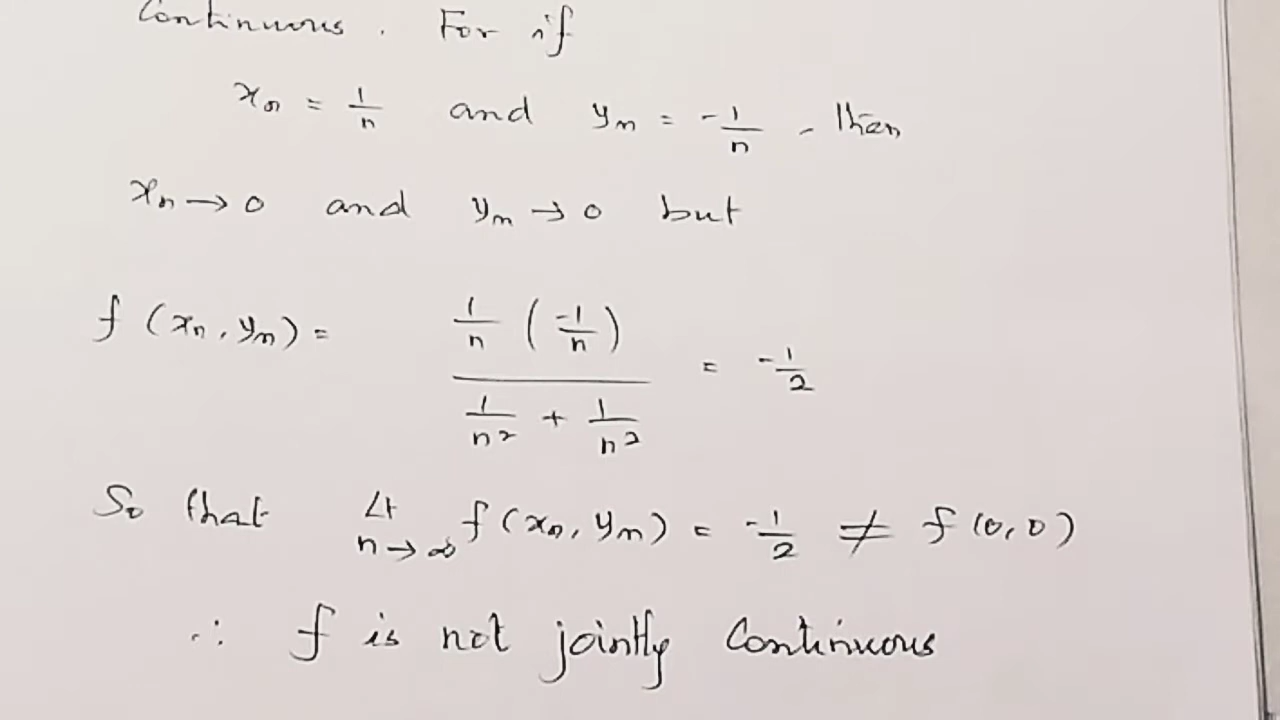 Continuous. For if
xₙ = 1/n and yₙ = -1/n, then
xₙ → 0 and yₙ → 0 but
f (xₙ, yₙ) = (1/n (-1/n)) / (1/n² + 1/n²) = -1/2
So that Lt n→∞ f(xₙ, yₙ) = -1/2 ≠ f(0,0)
∴ f is not jointly Continuous